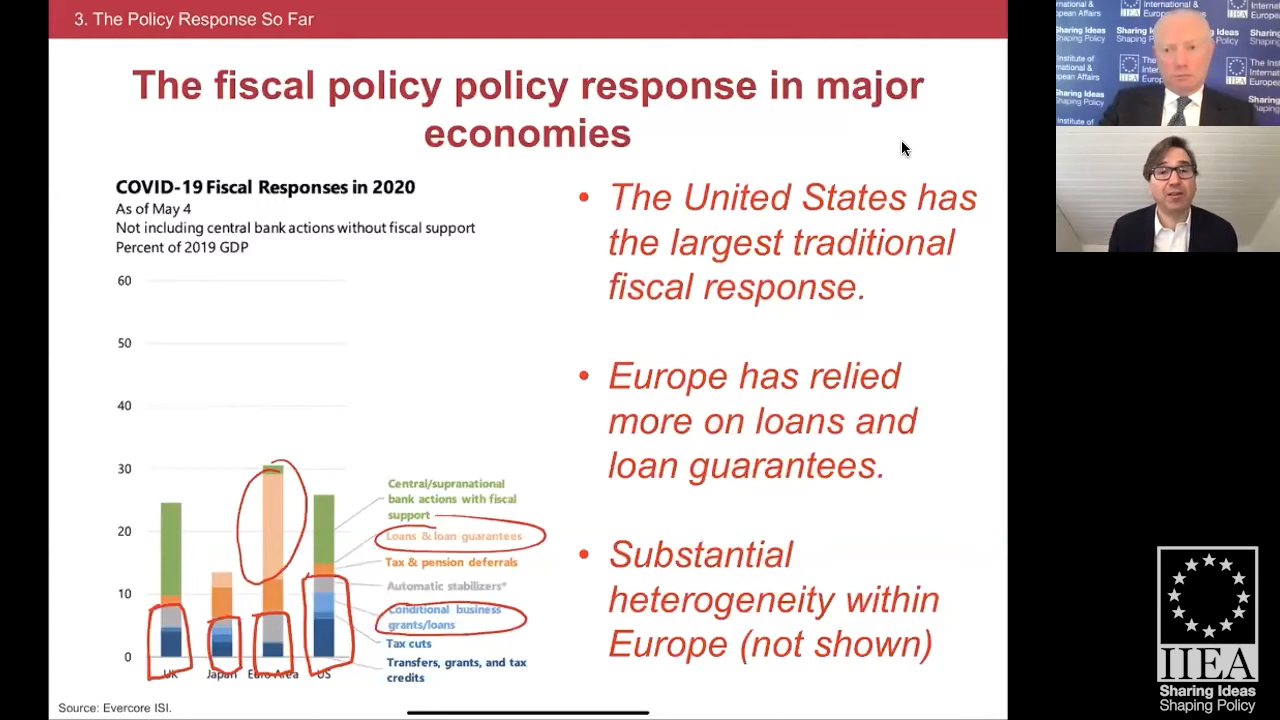 3. The Policy Response So Far
The fiscal policy policy response in major
economies
COVID-19 Fiscal Responses in 2020
As of May 4
Not including central bank actions without fiscal support
Percent of 2019 GDP
60
50
40
30
20
10
0
UK
Japan
Euro Area
US
Central/supranational
bank actions with fiscal
support
Loans & loan guarantees
Tax & pension deferrals
Automatic stabilizers*
Conditional business
grants/loans
Tax cuts
Transfers, grants, and tax
credits
• The United States has
the largest traditional
fiscal response.
• Europe has relied
more on loans and
loan guarantees.
• Substantial
heterogeneity within
Europe (not shown)
Source: Evercore ISI.
Sharing Ideas
Shaping Policy
IIEA
Sharing Ideas
Shaping Policy